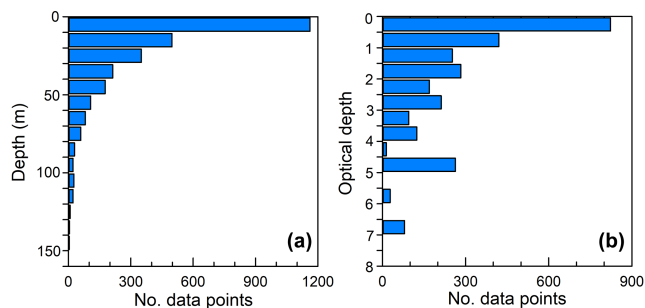 0
50
100
150
Depth (m)
0 300 600 900 1200
No. data points
(a)
0
1
2
3
4
5
6
7
8
Optical depth
0 300 600 900
No. data points
(b)